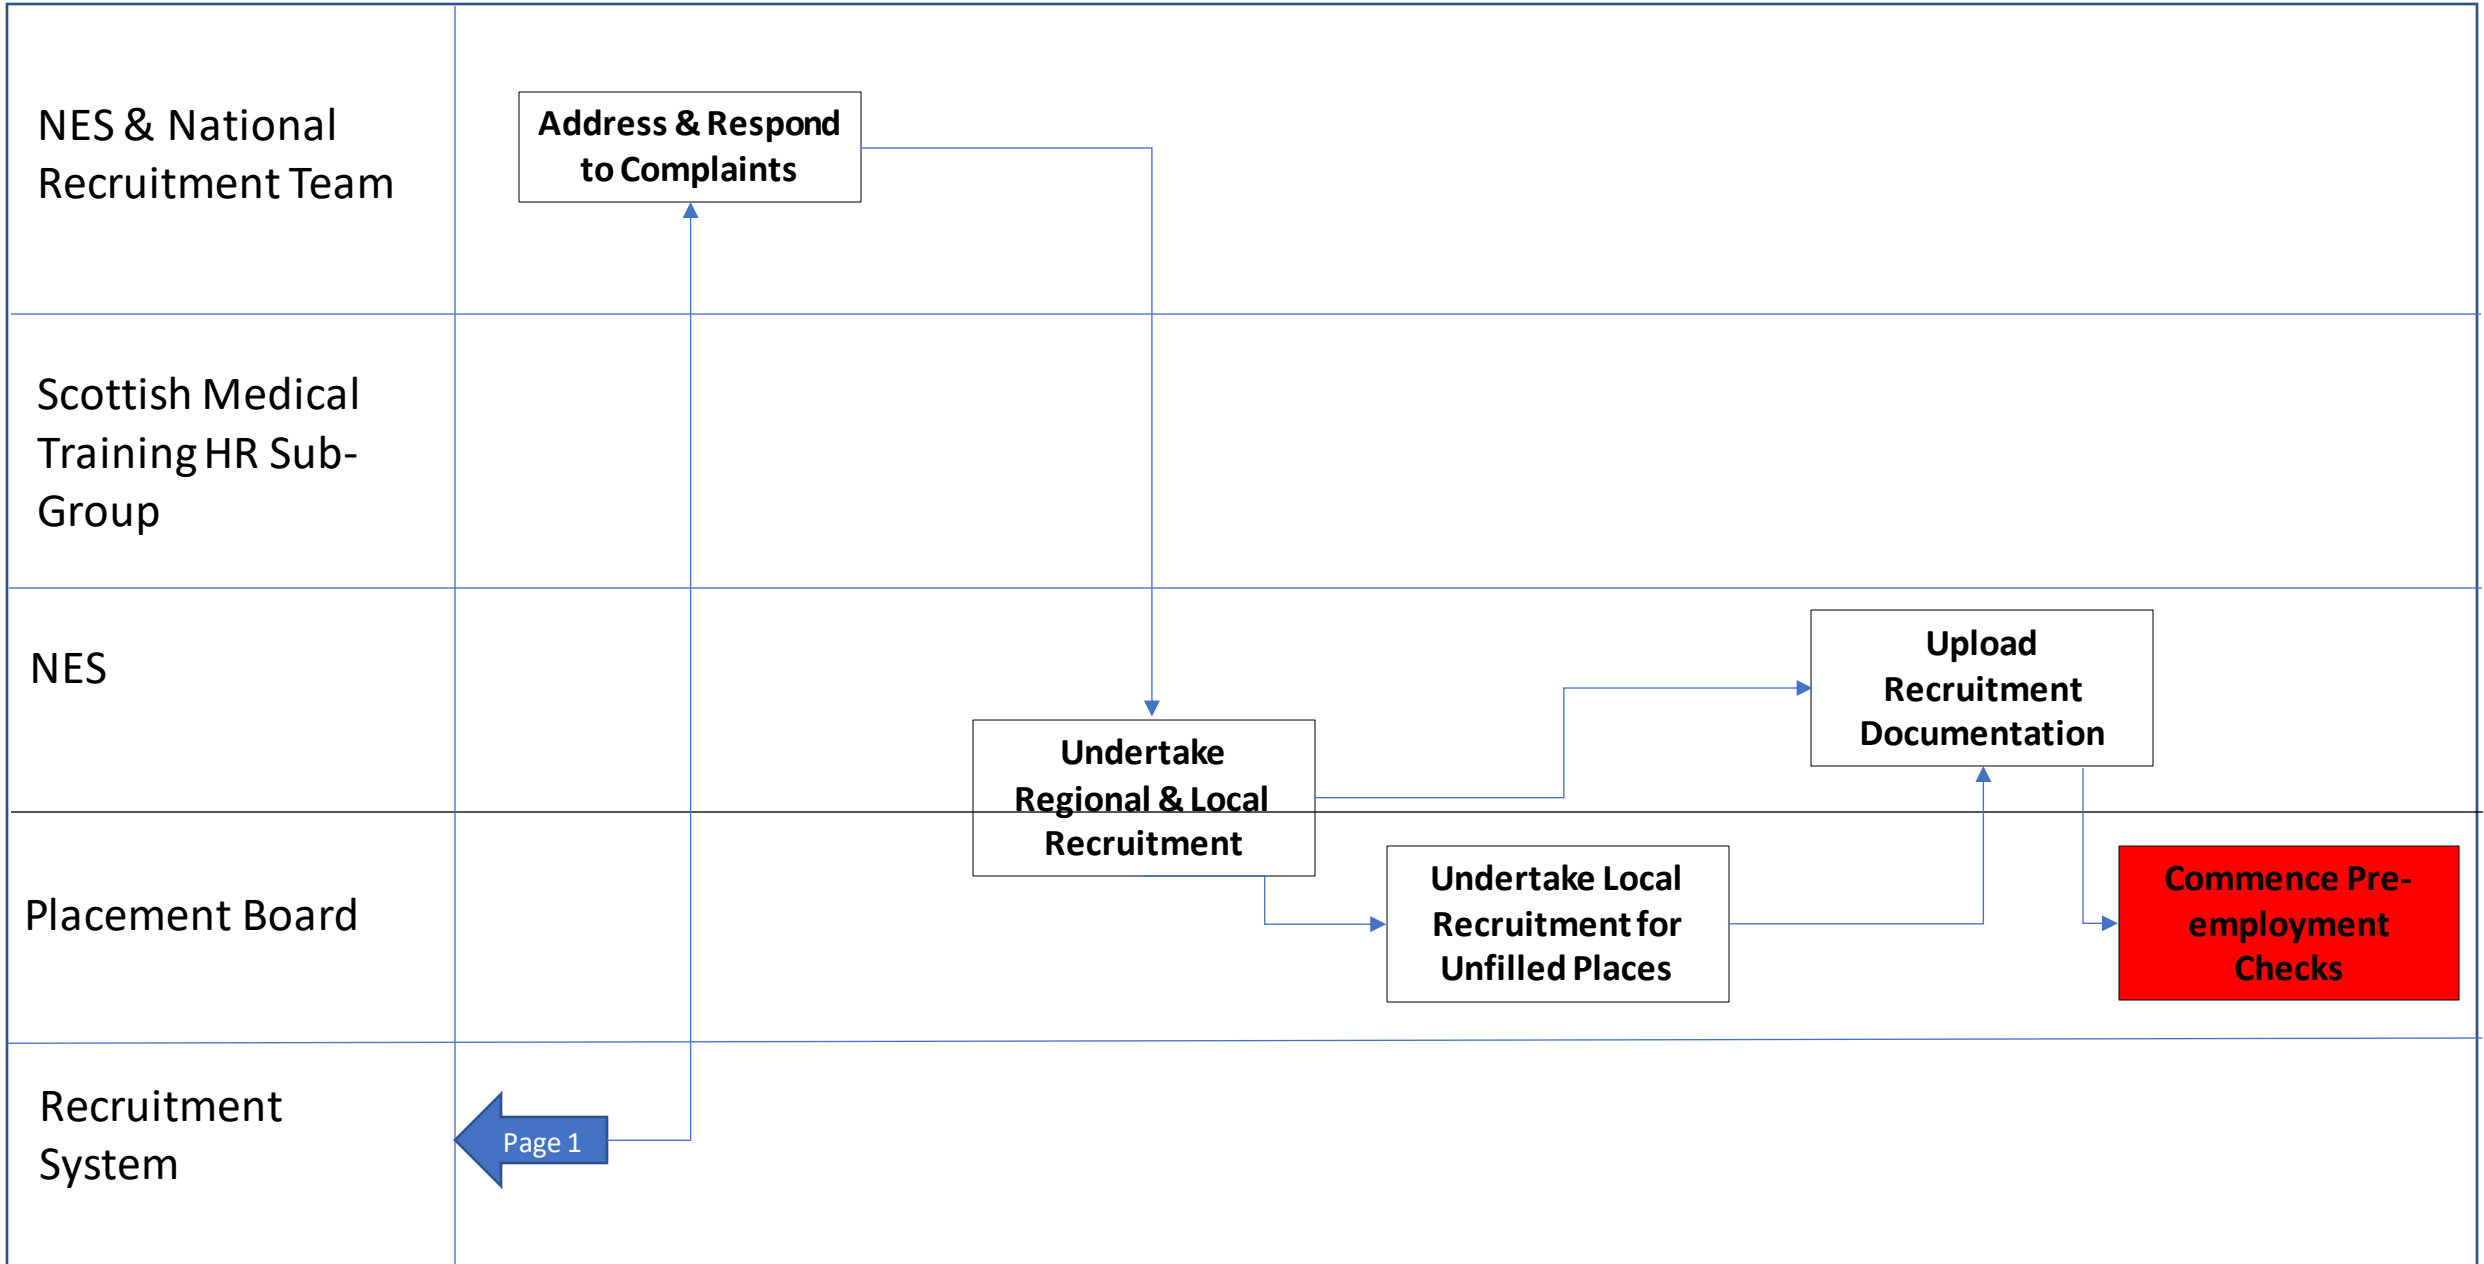 NES & National
Recruitment Team
Address & Respond
to Complaints
Scottish Medical
Training HR Sub-
Group
NES
Undertake
Regional & Local
Recruitment
Upload
Recruitment
Documentation
Placement Board
Undertake Local
Recruitment for
Unfilled Places
Commence Pre-
employment
Checks
Recruitment
System
Page 1